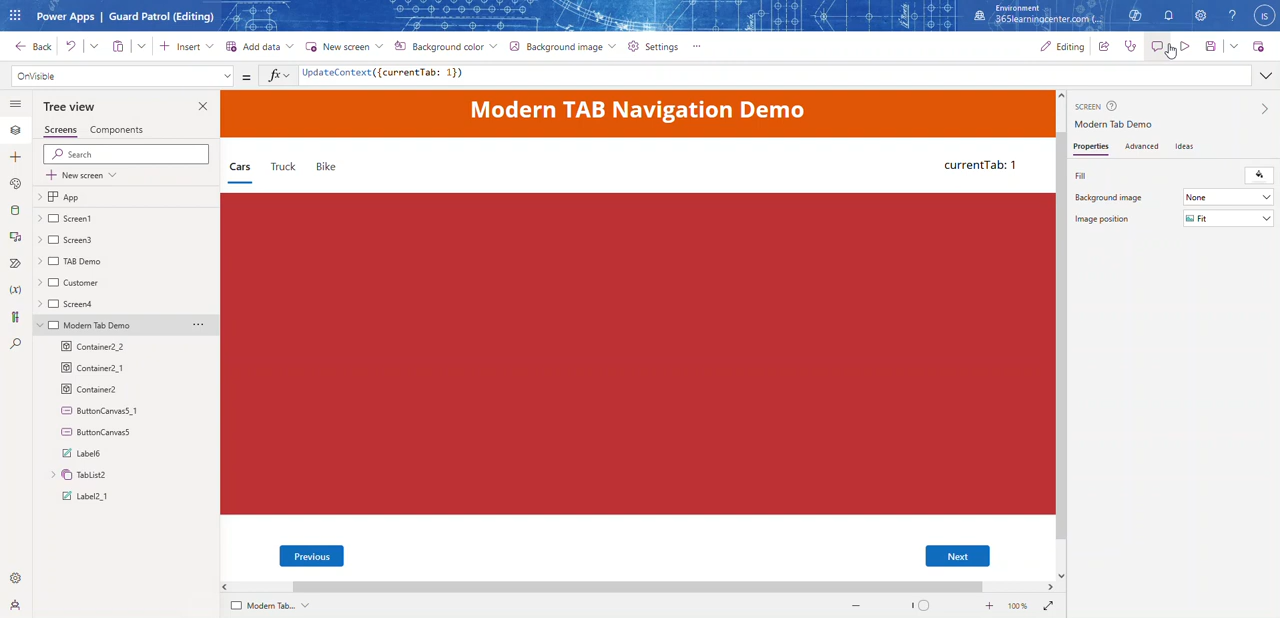 Power Apps | Guard Patrol (Editing)
Environment
365learningcenter.com (...
IS
Back
Insert
Add data
New screen
Background color
Background image
Settings
...
Editing
OnVisible
=
fx
UpdateContext({currentTab: 1})
Tree view
Screens
Components
Search
New screen
App
Screen1
Screen3
TAB Demo
Customer
Screen4
Modern Tab Demo
...
Container2_2
Container2_1
Container2
ButtonCanvas5_1
ButtonCanvas5
Label6
TabList2
Label2_1
Modern TAB Navigation Demo
Cars
Truck
Bike
currentTab: 1
Previous
Next
Modern Tab...
100 %
SCREEN
Modern Tab Demo
Properties
Advanced
Ideas
Fill
Background image
None
Image position
Fit